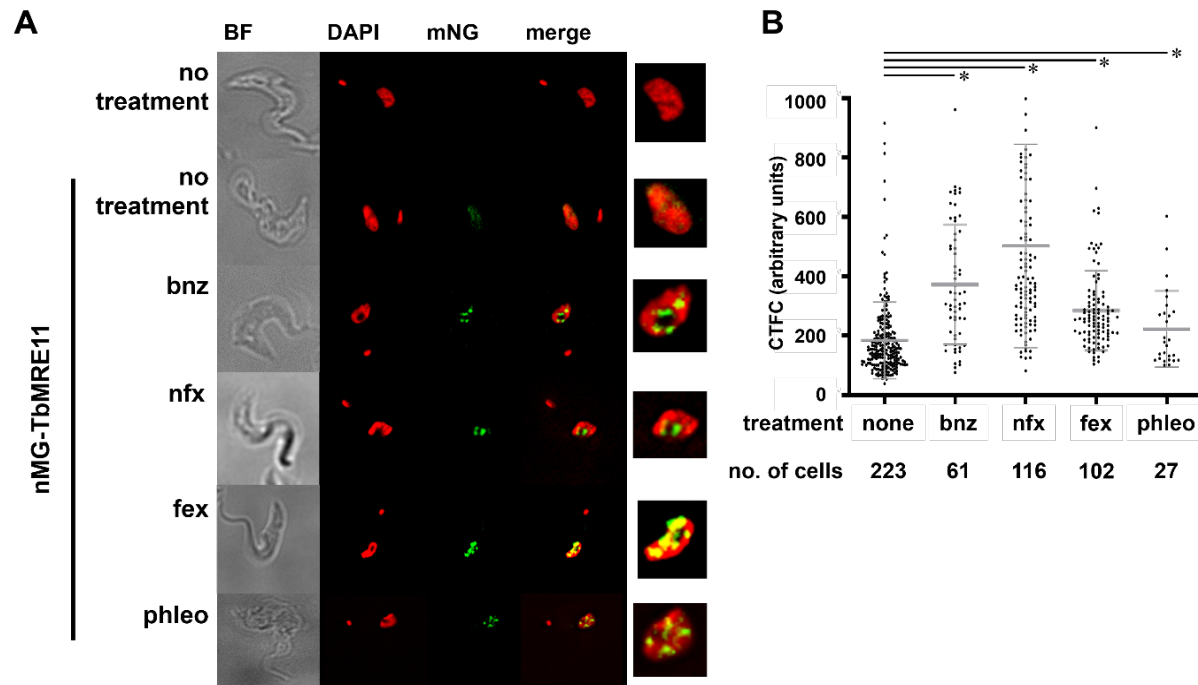 A
BF DAPI mNG merge
no
treatment
no
treatment
bnz
nfx
fex
phleo
nMG-TbMRE11
B
* * * *
CTFC (arbitrary units)
1000
800
600
400
200
0
treatment none bnz nfx fex phleo
no. of cells 223 61 116 102 27